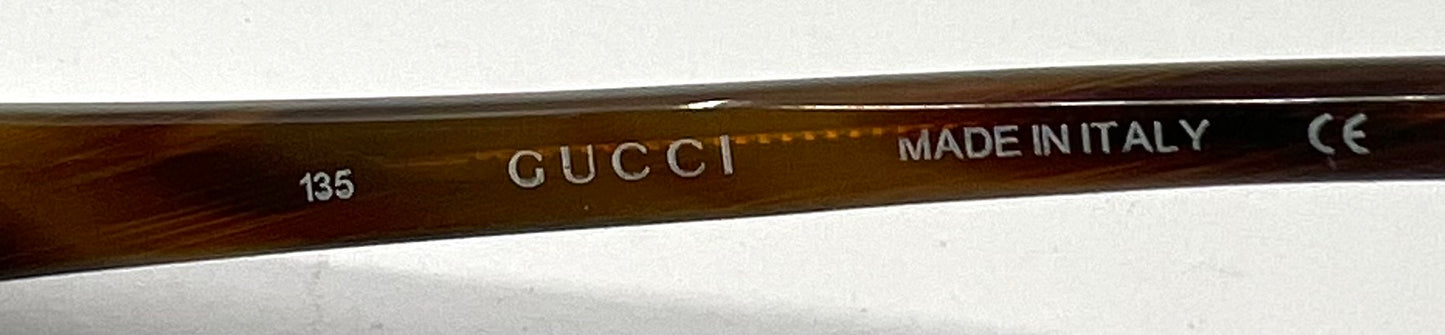 135 GUCCI MADE IN ITALY CE